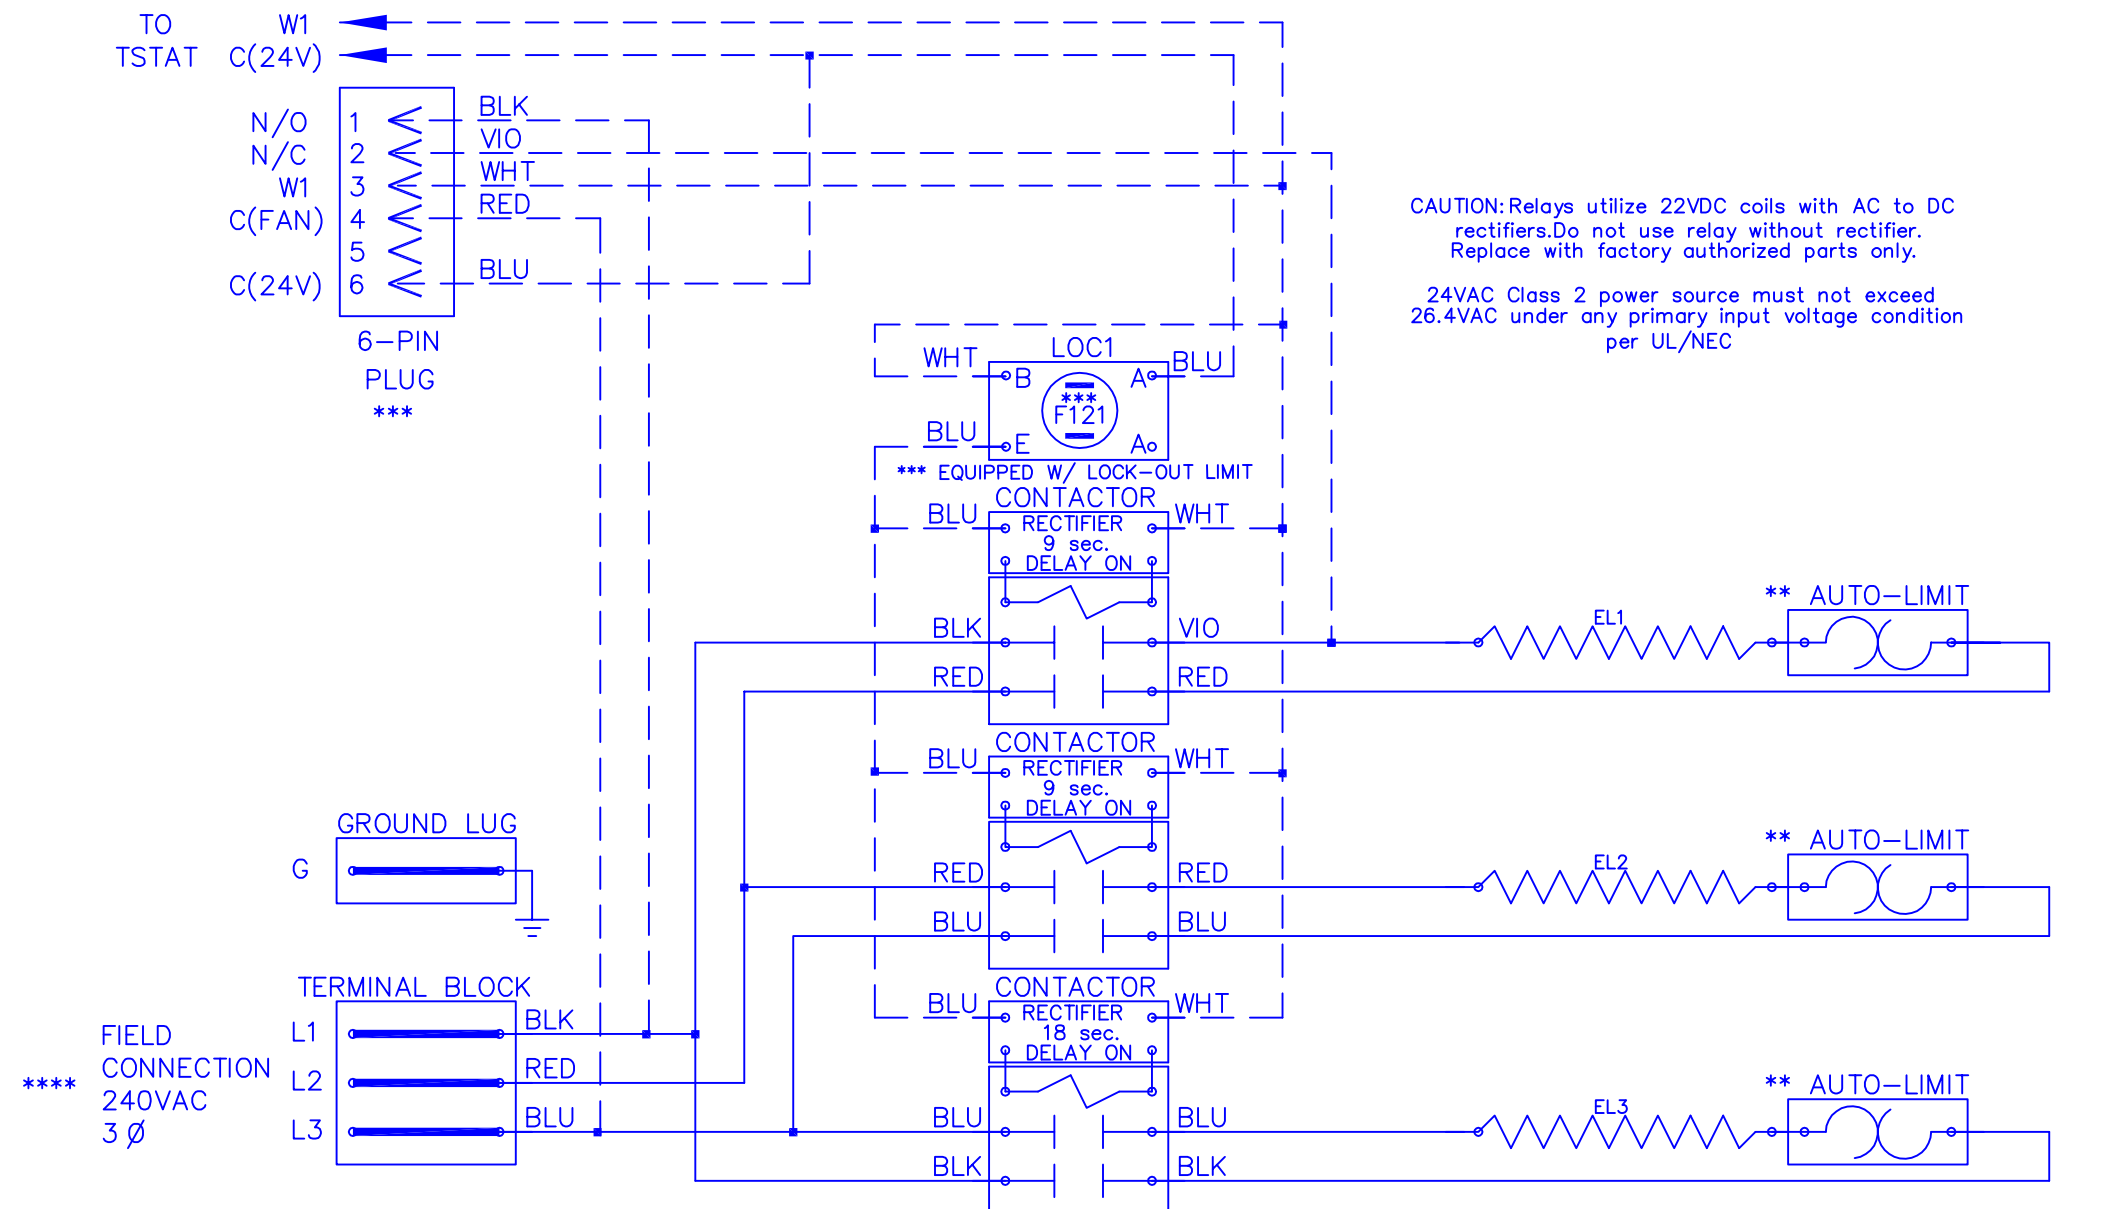 TO W1
TSTAT C(24V)
N/O 1 BLK
N/C 2 VIO
W1 3 WHT
C(FAN) 4 RED
5
C(24V) 6 BLU
6-PIN
PLUG
***
CAUTION: Relays utilize 22VDC coils with AC to DC
rectifiers.Do not use relay without rectifier.
Replace with factory authorized parts only.
24VAC Class 2 power source must not exceed
26.4VAC under any primary input voltage condition
per UL/NEC
LOC1
WHT B A BLU
***
F121
BLU E A
*** EQUIPPED W/ LOCK-OUT LIMIT
CONTACTOR
BLU RECTIFIER WHT
9 sec.
DELAY ON
BLK VIO EL1 ** AUTO-LIMIT
RED RED
CONTACTOR
BLU RECTIFIER WHT
9 sec.
DELAY ON
RED RED EL2 ** AUTO-LIMIT
BLU BLU
GROUND LUG
G
CONTACTOR
BLU RECTIFIER WHT
18 sec.
DELAY ON
BLU BLU EL3 ** AUTO-LIMIT
BLK BLK
TERMINAL BLOCK
L1 BLK
L2 RED
L3 BLU
FIELD
CONNECTION
**** 240VAC
3 Ø